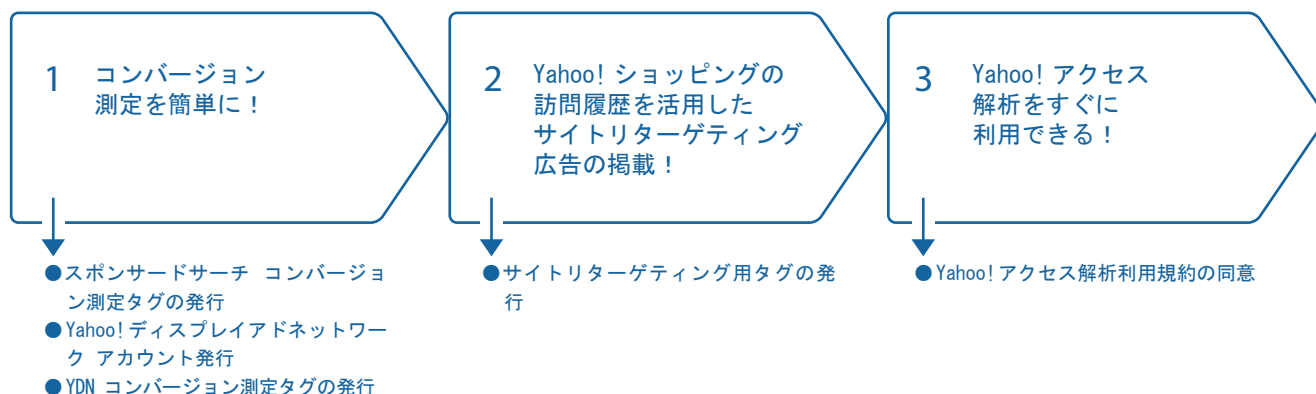 1 コンバージョン
測定を簡単に！
2 Yahoo! ショッピングの
訪問履歴を活用した
サイトリターゲティング
広告の掲載！
3 Yahoo! アクセス
解析をすぐに
利用できる！
●スポンサードサーチ コンバージョ
ン測定タグの発行
●Yahoo! ディスプレイアドネットワー
ク アカウント発行
●YDN コンバージョン測定タグの発行
●サイトリターゲティング用タグの発
行
●Yahoo! アクセス解析利用規約の同意